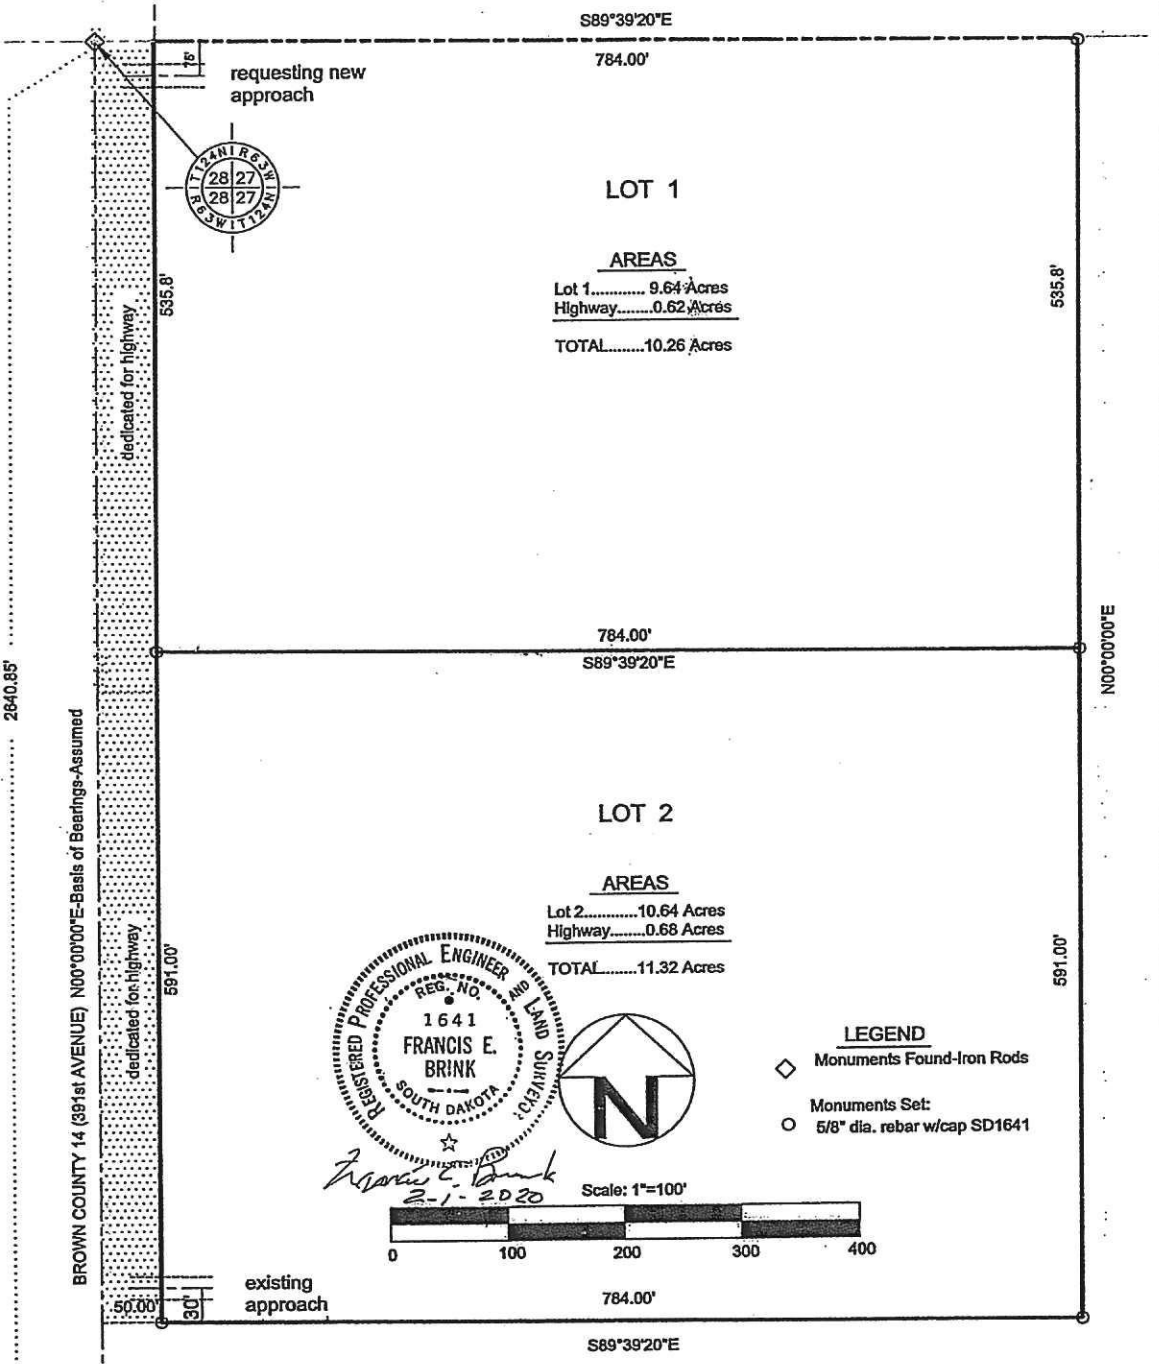 S89°39'20"E
784.00'
75'
requesting new
approach
T124N R63W
28 27
28 27
R63W T124N
LOT 1
AREAS
Lot 1............ 9.64 Acres
Highway........0.62 Acres
TOTAL........10.26 Acres
535.8'
535.8'
dedicated for highway
784.00'
S89°39'20"E
N00°00'00"E
2640.85'
BROWN COUNTY 14 (391st AVENUE) N00°00'00"E-Basis of Bearings-Assumed
LOT 2
AREAS
Lot 2............10.64 Acres
Highway........0.68 Acres
TOTAL........11.32 Acres
dedicated for highway
591.00'
591.00'
REGISTERED PROFESSIONAL ENGINEER AND LAND SURVEYOR
REG. NO.
1641
FRANCIS E.
BRINK
SOUTH DAKOTA
Francis E. Brink
2-1-2020
N
LEGEND
Monuments Found-Iron Rods
Monuments Set:
5/8" dia. rebar w/cap SD1641
Scale: 1"=100'
0 100 200 300 400
existing
approach
50.00'
30'
784.00'
S89°39'20"E